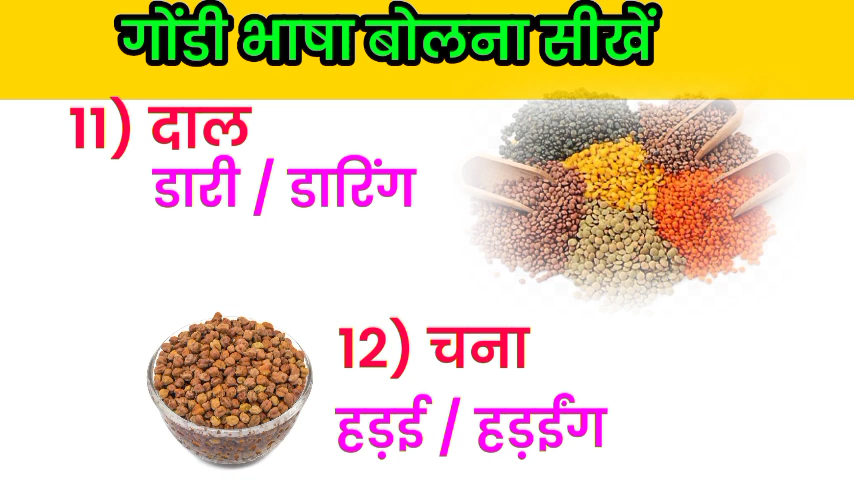 गोंडी भाषा बोलना सीखें
11) दाल
डारी / डारिंग
12) चना
हड़ई / हड़ईंग